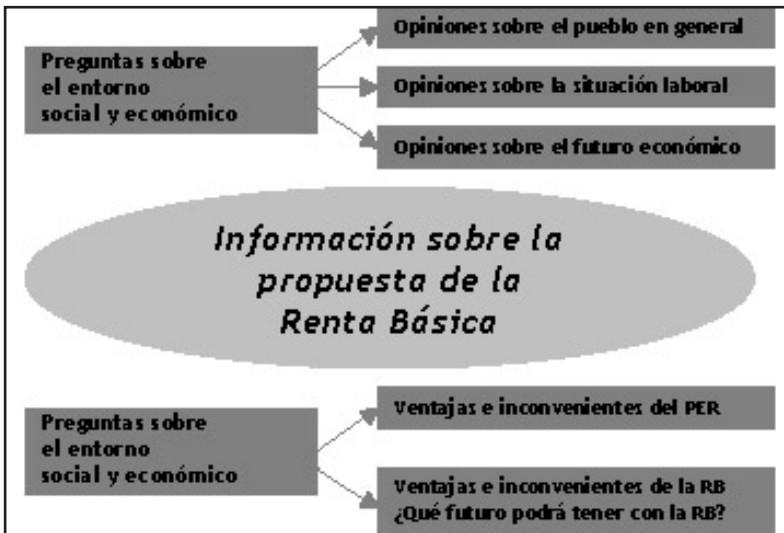 Preguntas sobre
el entorno
social y económico
Opiniones sobre el pueblo en general
Opiniones sobre la situación laboral
Opiniones sobre el futuro económico
Información sobre la
propuesta de la
Renta Básica
Preguntas sobre
el entorno
social y económico
Ventajas e inconvenientes del PER
Ventajas e inconvenientes de la RB
¿Qué futuro podrá tener con la RB?